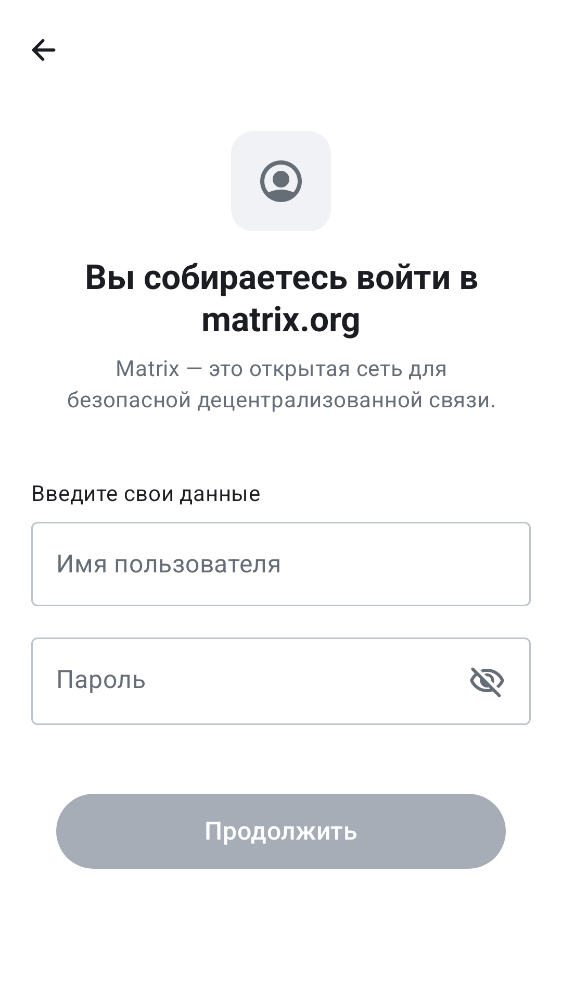 Вы собираетесь войти в
matrix.org
Matrix — это открытая сеть для
безопасной децентрализованной связи.
Введите свои данные
Имя пользователя
Пароль
Продолжить